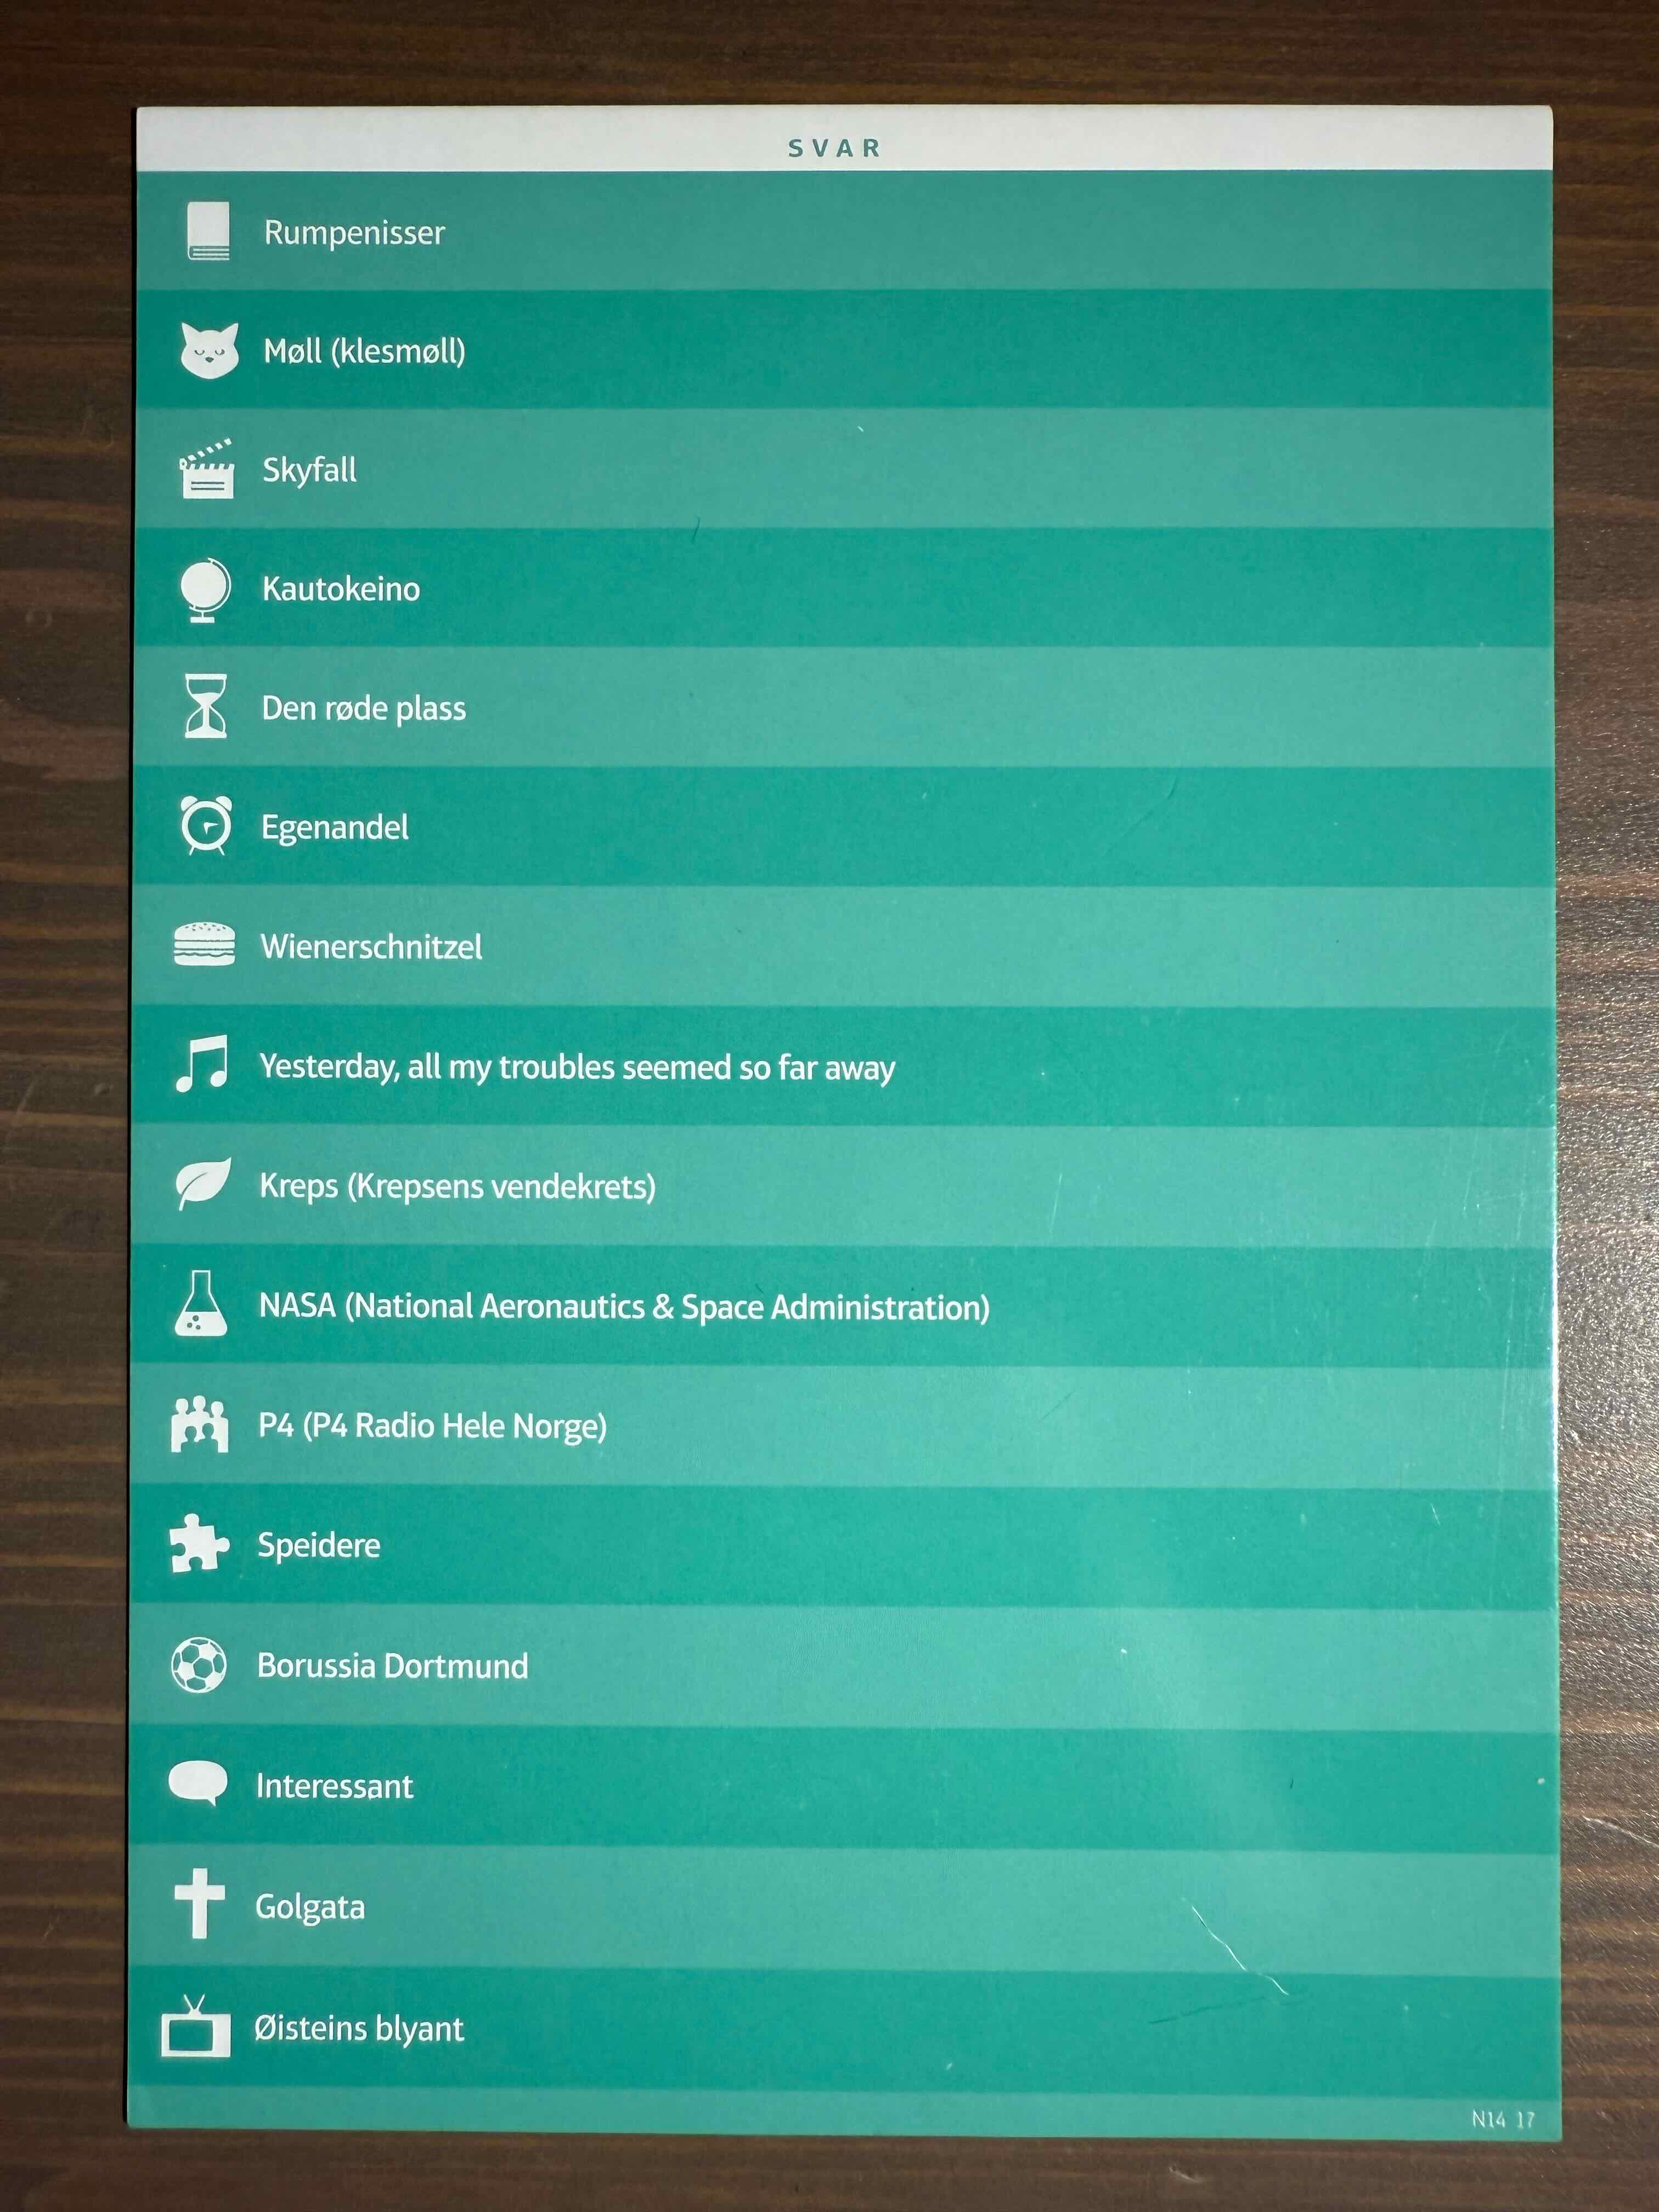 SVAR
Rumpenisser
Møll (klesmøll)
Skyfall
Kautokeino
Den røde plass
Egenandel
Wienerschnitzel
Yesterday, all my troubles seemed so far away
Kreps (Krepsens vendekrets)
NASA (National Aeronautics & Space Administration)
P4 (P4 Radio Hele Norge)
Speidere
Borussia Dortmund
Interessant
Golgata
Øisteins blyant
N14 17